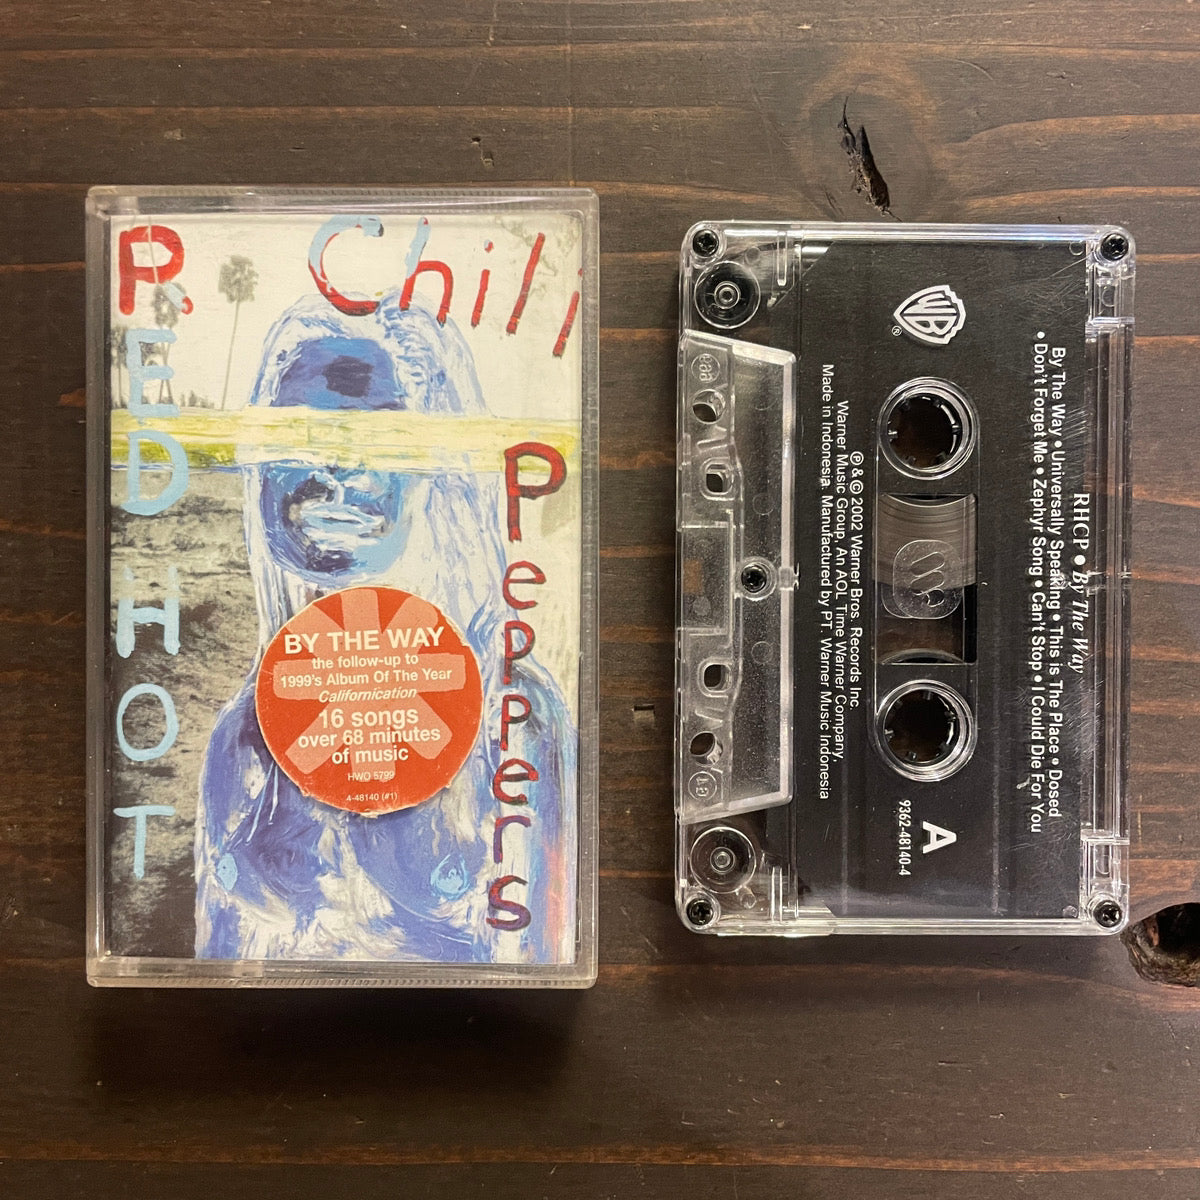 RED HOT
Chili
Peppers
BY THE WAY
the follow-up to
1999's Album Of The Year
Californication
16 songs
over 68 minutes
of music
HWO 5799
4-48140 (#1)
RHCP • By The Way
By The Way • Universally Speaking • This is The Place • Dosed
• Don't Forget Me • Zephyr Song • Can't Stop • I Could Die For You
WB
®
A
9362-48140-4
℗ & © 2002 Warner Bros. Records Inc.
Warner Music Group, An AOL Time Warner Company.
Made in Indonesia. Manufactured by PT. Warner Music Indonesia